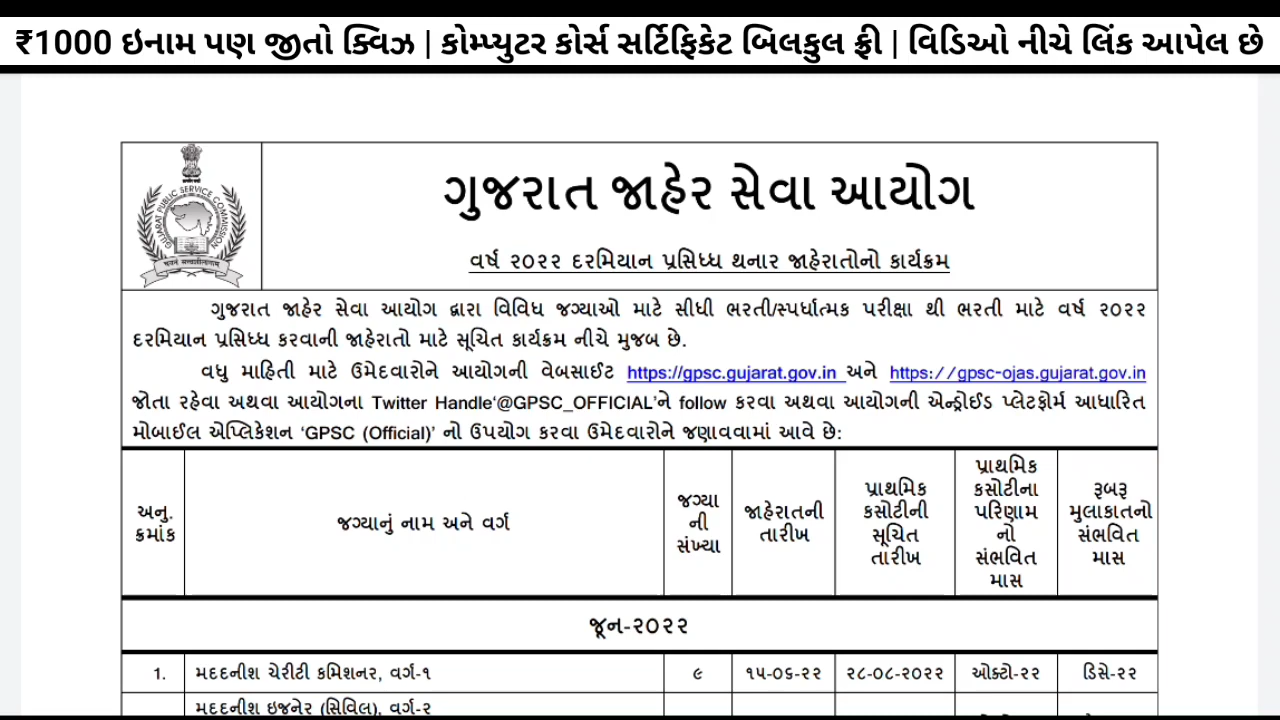 ₹1000 ઇનામ પણ જીતો ક્વિઝ | કોમ્પ્યુટર કોર્સ સર્ટિફિકેટ બિલકુલ ફ્રી | વિડિઓ નીચે લિંક આપેલ છે
GUJARAT PUBLIC SERVICE COMMISSION
ગુજરાત જાહેર સેવા આયોગ
વર્ષ ૨૦૨૨ દરમિયાન પ્રસિધ્ધ થનાર જાહેરાતોનો કાર્યક્રમ
ગુજરાત જાહેર સેવા આયોગ દ્વારા વિવિધ જગ્યાઓ માટે સીધી ભરતી/સ્પર્ધાત્મક પરીક્ષા થી ભરતી માટે વર્ષ ૨૦૨૨
દરમિયાન પ્રસિધ્ધ કરવાની જાહેરાતો માટે સૂચિત કાર્યક્રમ નીચે મુજબ છે.
વધુ માહિતી માટે ઉમેદવારોને આયોગની વેબસાઈટ https://gpsc.gujarat.gov.in અને https://gpsc-ojas.gujarat.gov.in
જોતા રહેવા અથવા આયોગના Twitter Handle‘@GPSC_OFFICIAL’ને follow કરવા અથવા આયોગની એન્ડ્રોઈડ પ્લેટફોર્મ આધારિત
મોબાઈલ એપ્લિકેશન ‘GPSC (Official)’ નો ઉપયોગ કરવા ઉમેદવારોને જણાવવામાં આવે છે:
અનુ.
ક્રમાંક
જગ્યાનું નામ અને વર્ગ
જગ્યા
ની
સંખ્યા
જાહેરાતની
તારીખ
પ્રાથમિક
કસોટીની
સૂચિત
તારીખ
પ્રાથમિક
કસોટીના
પરિણામ
નો
સંભવિત
માસ
રૂબરૂ
મુલાકાતનો
સંભવિત
માસ
જૂન-૨૦૨૨
1. મદદનીશ ચેરીટી કમિશનર, વર્ગ-૧ ૯ ૧૫-૦૬-૨૨ ૨૮-૦૮-૨૦૨૨ ઓક્ટો-૨૨ ડિસે-૨૨
મદદનીશ ઇજનેર (સિવિલ), વર્ગ-૨